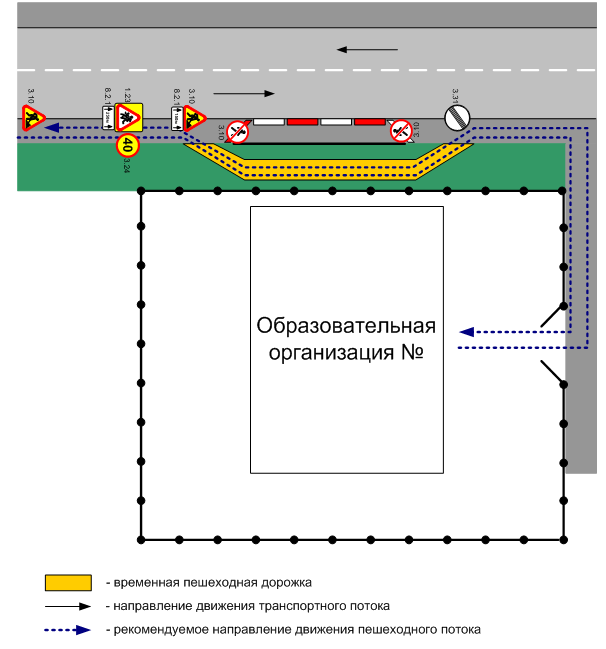 3.10
8.2.1
1.23
8.2.1
3.10
3.31
40
3.24
3.10
3.10
Образовательная
организация №
- временная пешеходная дорожка
- направление движения транспортного потока
- рекомендуемое направление движения пешеходного потока